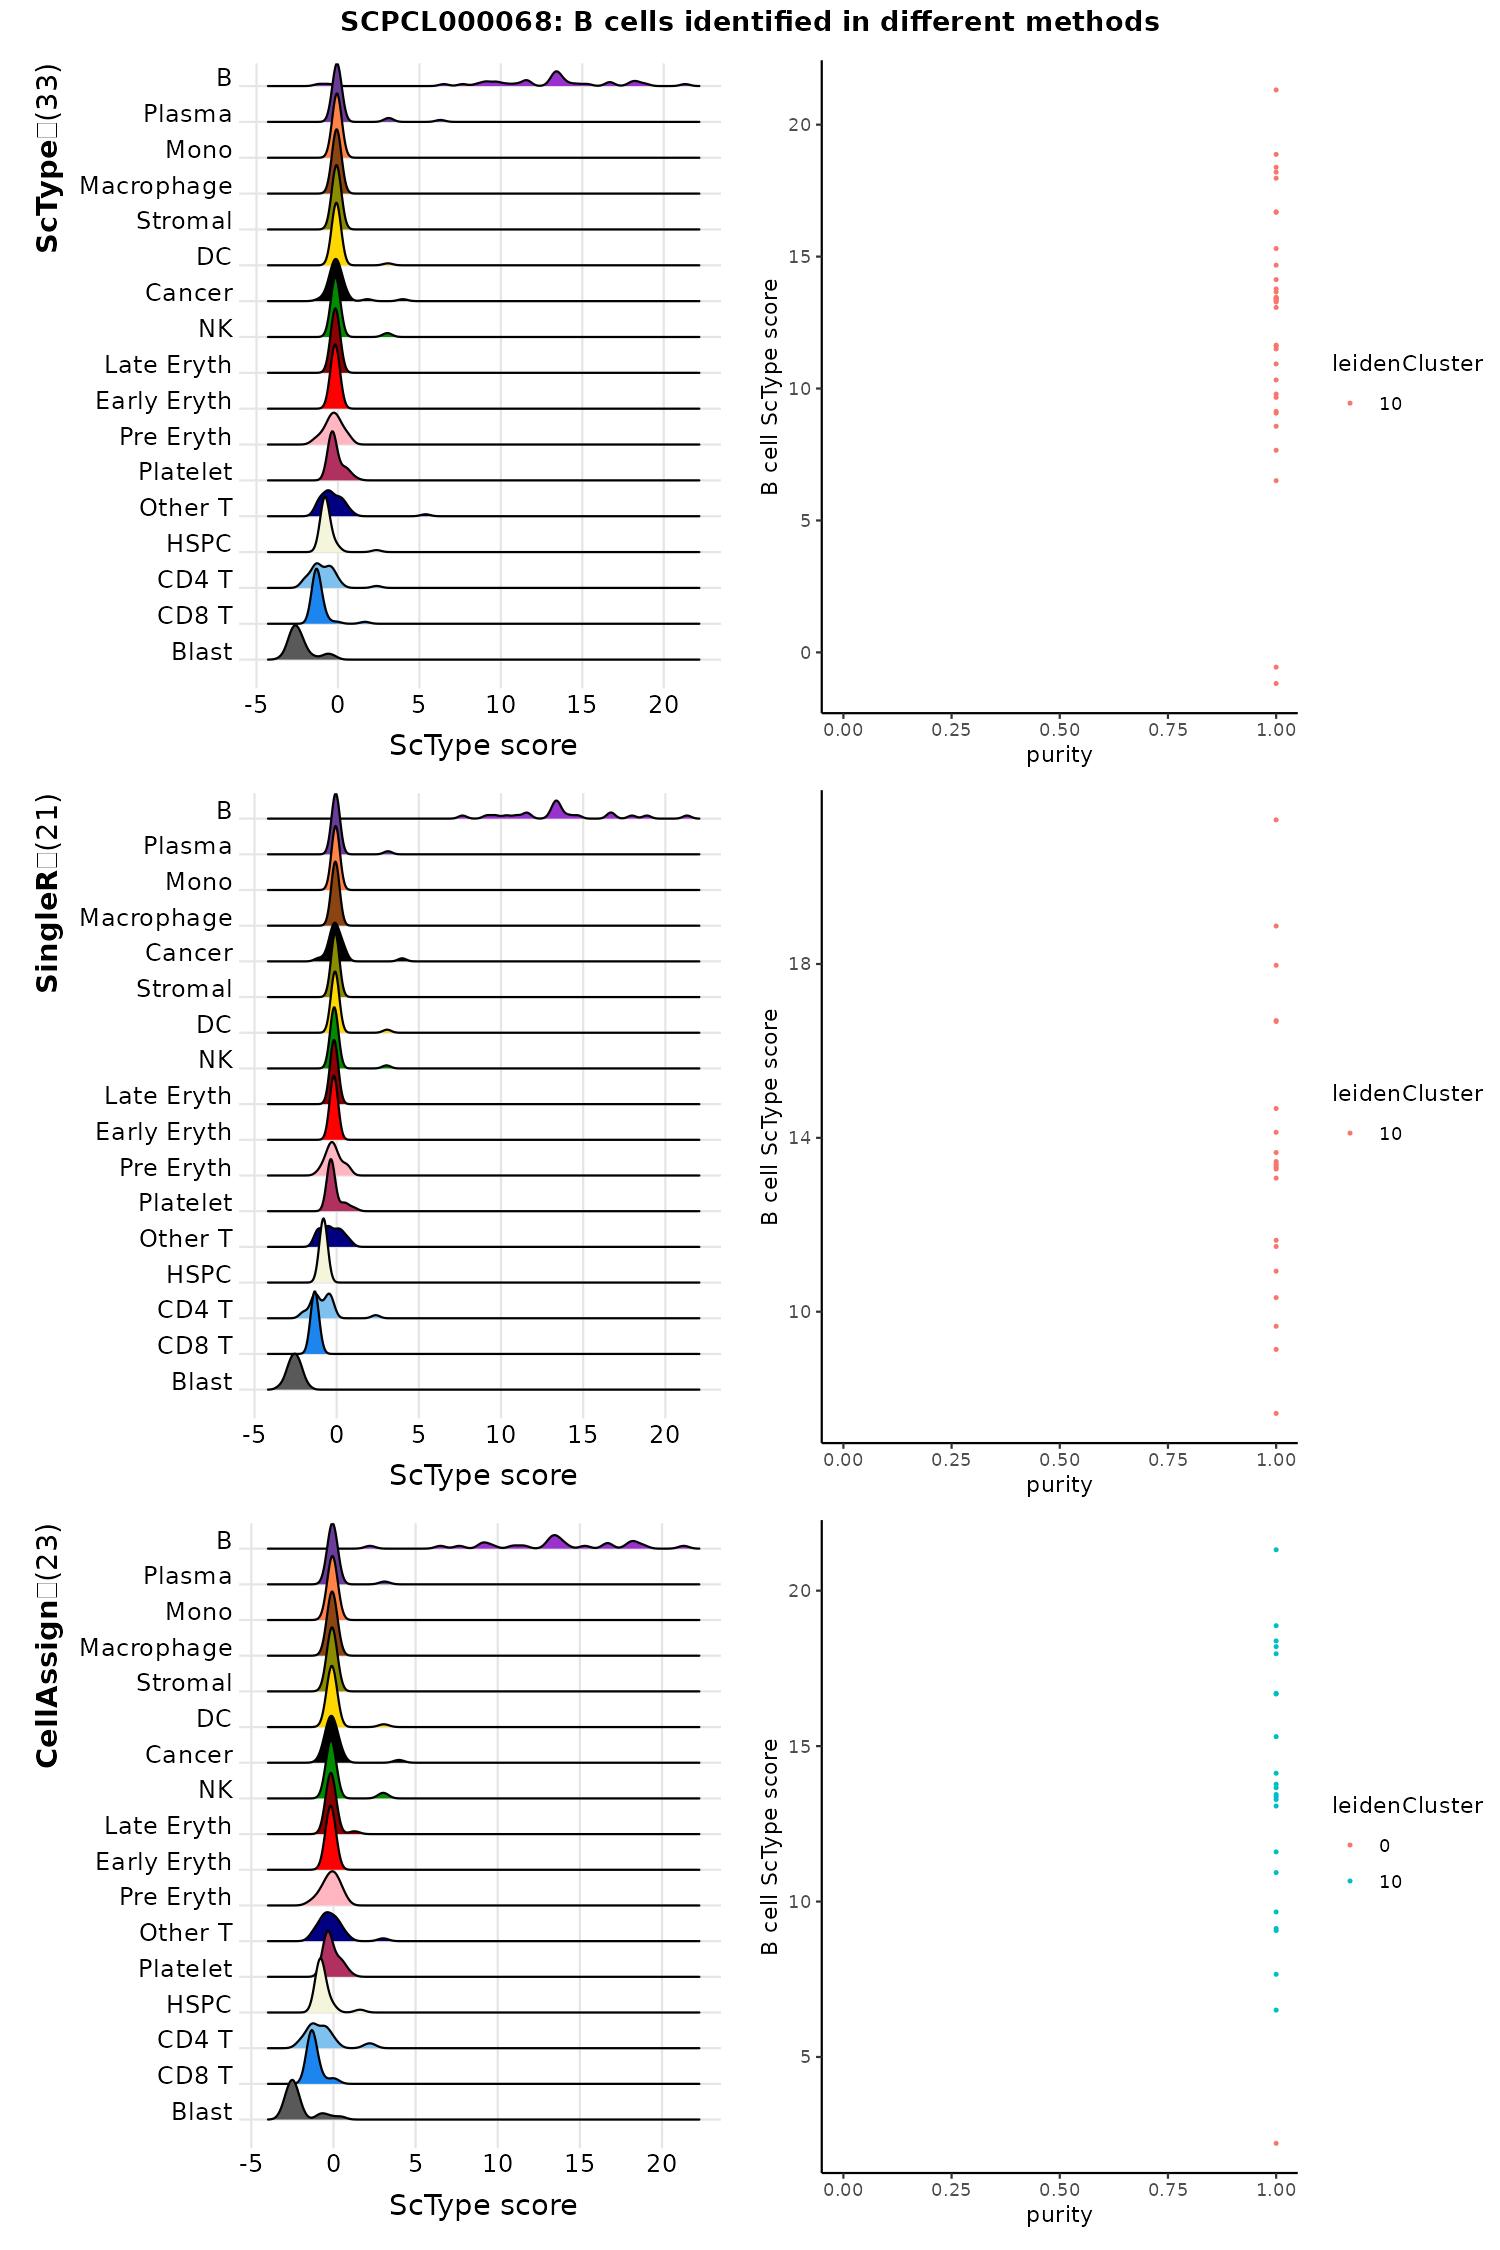 SCPCL000068: B cells identified in different methods
ScType□(33)
B
Plasma
Mono
Macrophage
Stromal
DC
Cancer
NK
Late Eryth
Early Eryth
Pre Eryth
Platelet
Other T
HSPC
CD4 T
CD8 T
Blast
-5 0 5 10 15 20
ScType score
B cell ScType score
20
15
10
5
0
0.00 0.25 0.50 0.75 1.00
purity
leidenCluster
10
SingleR□(21)
B
Plasma
Mono
Macrophage
Cancer
Stromal
DC
NK
Late Eryth
Early Eryth
Pre Eryth
Platelet
Other T
HSPC
CD4 T
CD8 T
Blast
-5 0 5 10 15 20
ScType score
B cell ScType score
18
14
10
0.00 0.25 0.50 0.75 1.00
purity
leidenCluster
10
CellAssign□(23)
B
Plasma
Mono
Macrophage
Stromal
DC
Cancer
NK
Late Eryth
Early Eryth
Pre Eryth
Other T
Platelet
HSPC
CD4 T
CD8 T
Blast
-5 0 5 10 15 20
ScType score
B cell ScType score
20
15
10
5
0.00 0.25 0.50 0.75 1.00
purity
leidenCluster
0
10